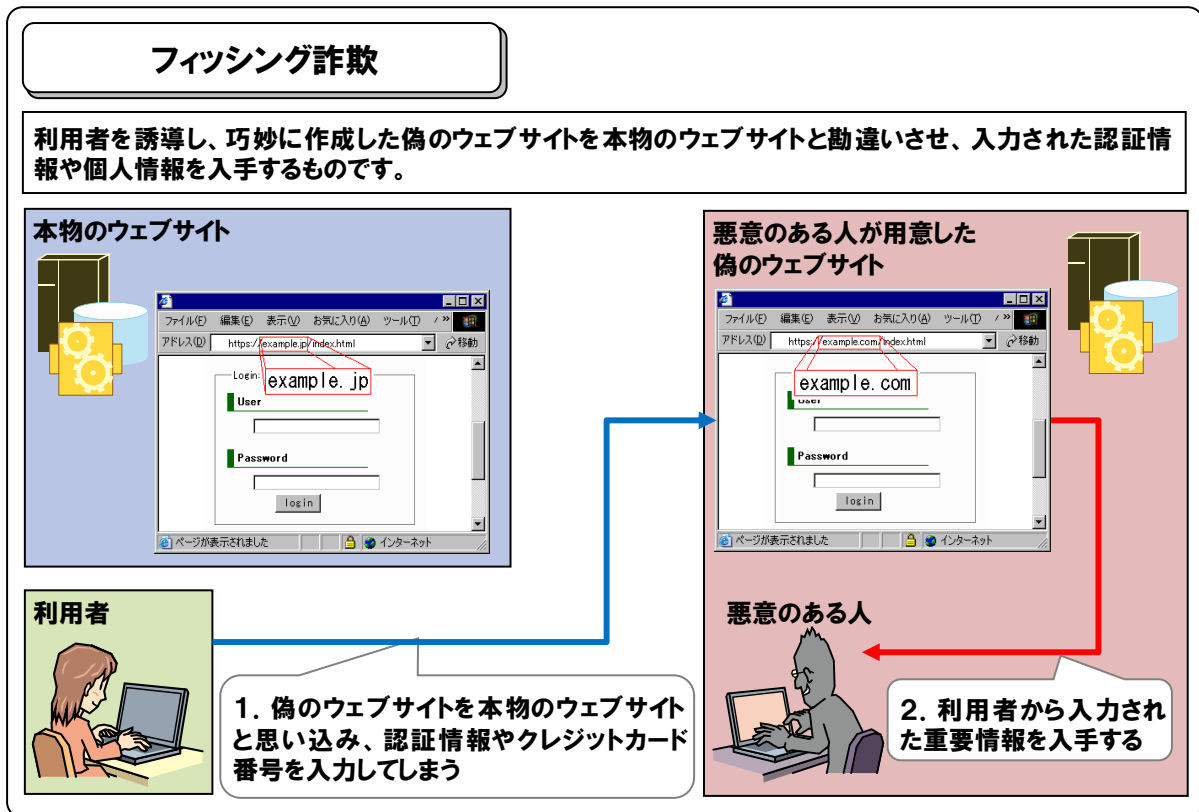 フィッシング詐欺
利用者を誘導し、巧妙に作成した偽のウェブサイトを本物のウェブサイトと勘違いさせ、入力された認証情
報や個人情報を入手するものです。
本物のウェブサイト
ファイル(F) 編集(E) 表示(V) お気に入り(A) ツール(T) ヘ »
アドレス(D) https://example.jp/index.html 移動
Login:
example.jp
User
Password
login
ページが表示されました インターネット
悪意のある人が用意した
偽のウェブサイト
ファイル(F) 編集(E) 表示(V) お気に入り(A) ツール(T) ヘ »
アドレス(D) https://example.com/index.html 移動
example.com
User
Password
login
ページが表示されました インターネット
利用者
1. 偽のウェブサイトを本物のウェブサイト
と思い込み、認証情報やクレジットカード
番号を入力してしまう
悪意のある人
2. 利用者から入力され
た重要情報を入手する